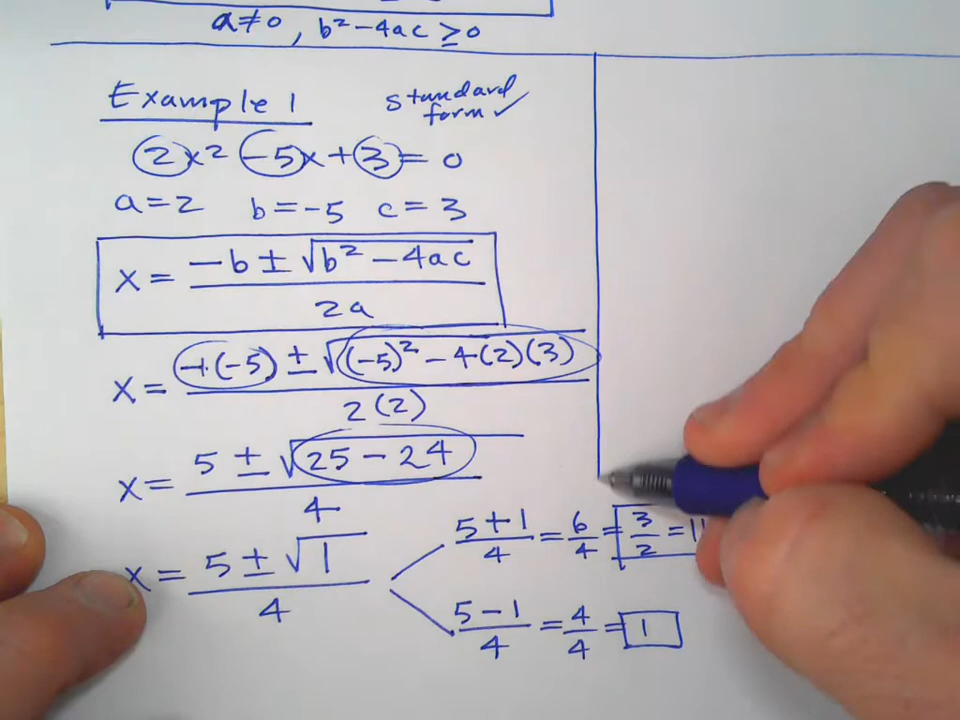 a≠0, b²-4ac ≥0
Example 1
standard form ✓
2x² -5x+3=0
a=2 b=-5 c=3
x = (-b ± √(b²-4ac)) / 2a
x = (-1·(-5) ± √((-5)²-4(2)(3))) / 2(2)
x = (5 ± √(25-24)) / 4
x = (5 ± √1) / 4
(5+1)/4 = 6/4 = 3/2 =
(5-1)/4 = 4/4 = 1